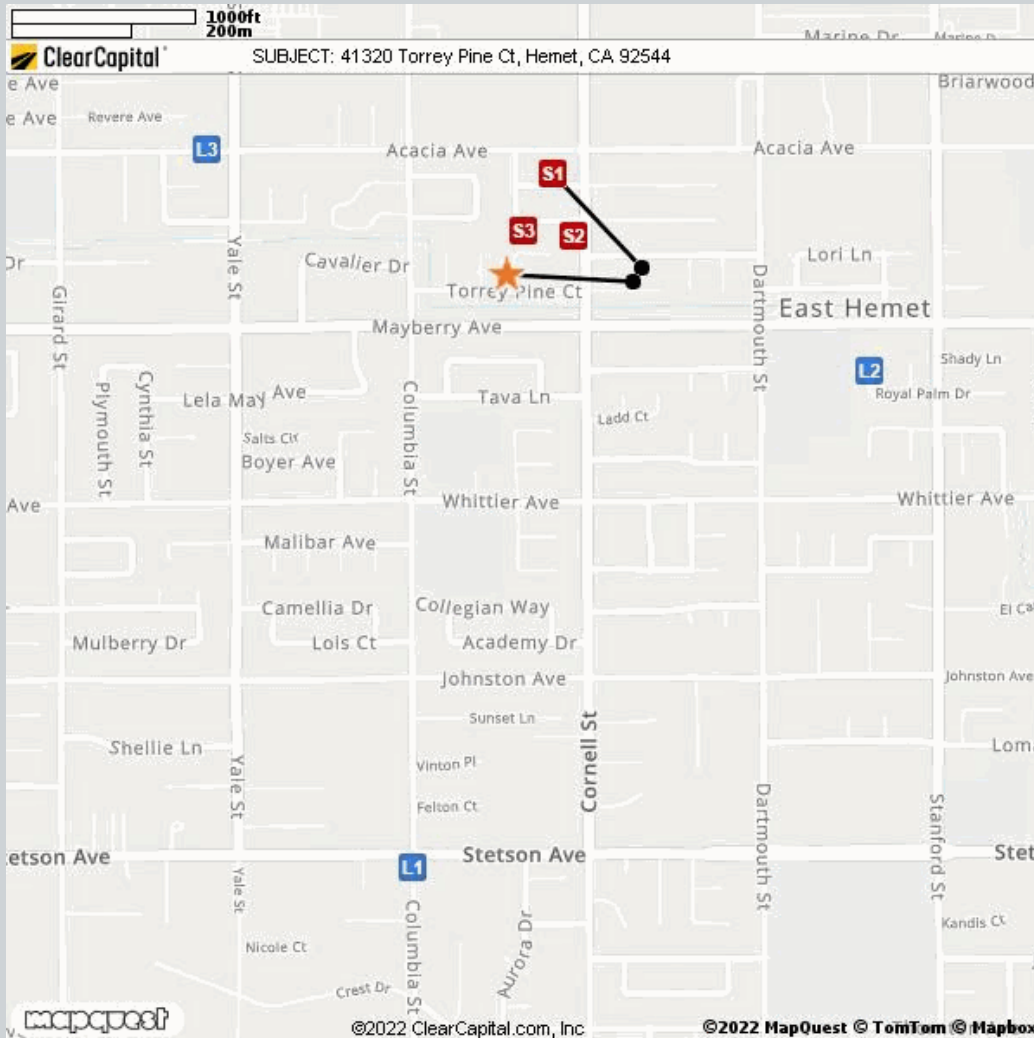 1000ft
200m
Marine Dr
ClearCapital
SUBJECT: 41320 Torrey Pine Ct, Hemet, CA 92544
e Ave
Briarwood
e Ave
Revere Ave
L3
Acacia Ave
Acacia Ave
S1
S3
S2
Yale St
Cavalier Dr
Lori Ln
Dr
Torrey Pine Ct
Girard St
Dartmouth St
East Hemet
Mayberry Ave
Shady Ln
L2
Plymouth St
Cynthia St
Lela May Ave
Columbia St
Tava Ln
Royal Palm Dr
Ladd Ct
Salts Cir
Boyer Ave
Ave
Whittier Ave
Whittier Ave
Malibar Ave
Camellia Dr
Collegian Way
El Ca
Mulberry Dr
Lois Ct
Academy Dr
Johnston Ave
Johnston Ave
Sunset Ln
Cornell St
Shellie Ln
Lom
Yale St
Vinton Pl
Dartmouth St
Stanford St
Felton Ct
etson Ave
Stetson Ave
Stet
L1
Yale St
Columbia St
Aurora Dr
Kandis Ct
Nicole Ct
Crest Dr
mapquest
©2022 ClearCapital.com, Inc
©2022 MapQuest © TomTom © Mapbox